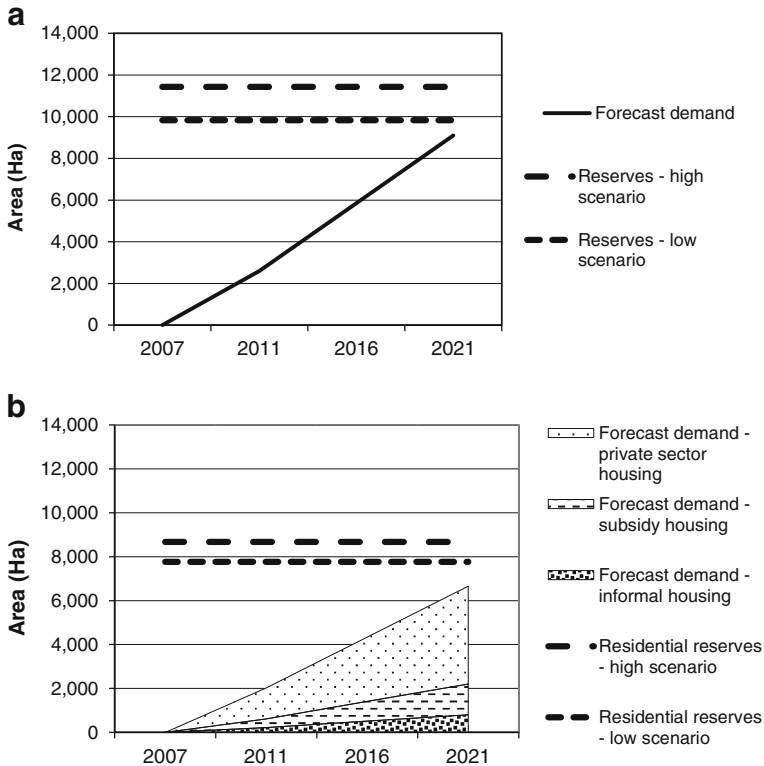 a
14,000
12,000
10,000
8,000
6,000
4,000
2,000
0
Area (Ha)
2007 2011 2016 2021
Forecast demand
Reserves - high
scenario
Reserves - low
scenario
b
14,000
12,000
10,000
8,000
6,000
4,000
2,000
0
Area (Ha)
2007 2011 2016 2021
Forecast demand -
private sector
housing
Forecast demand -
subsidy housing
Forecast demand -
informal housing
Residential reserves
- high scenario
Residential reserves
- low scenario